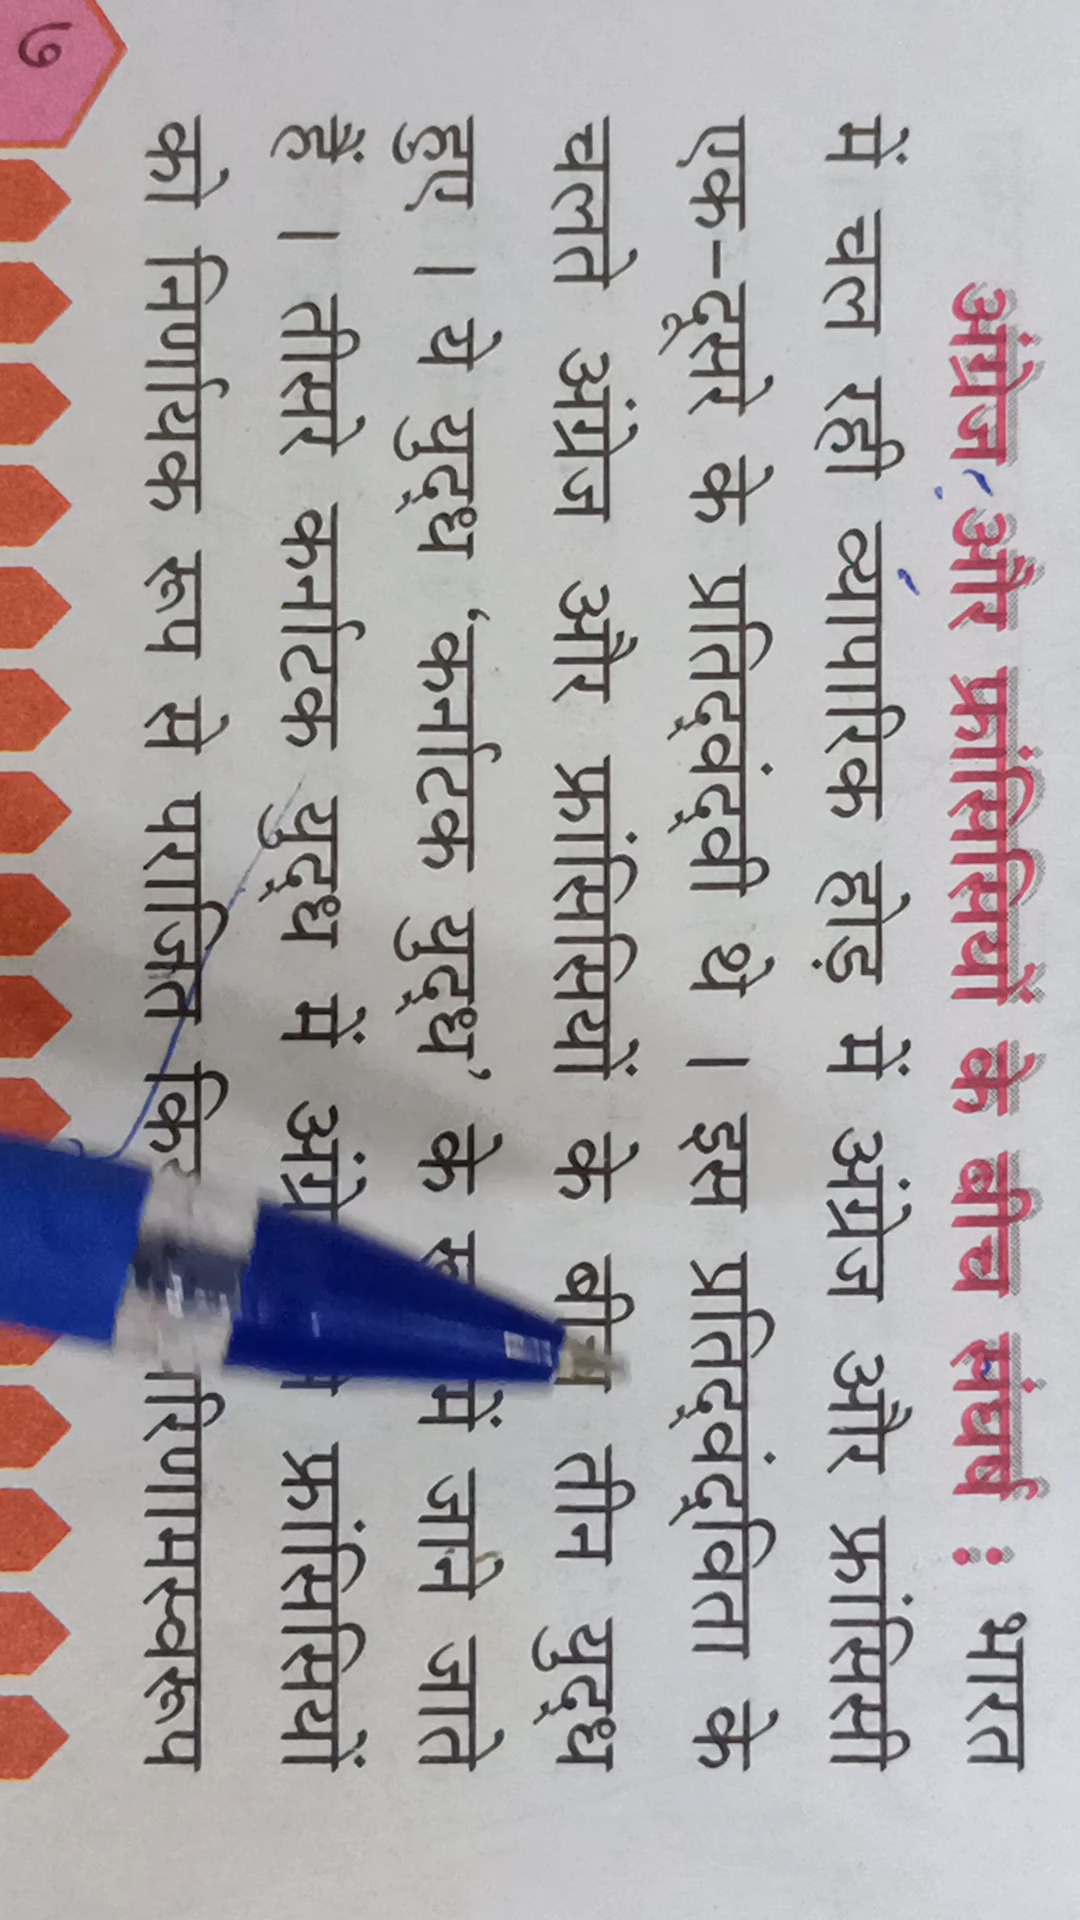 अंग्रेज और फ्रांसिसियों के बीच संघर्ष : भारत
में चल रही व्यापारिक होड़ में अंग्रेज और फ्रांसिसी
एक-दूसरे के प्रतिद्‌वंद्‌वी थे । इस प्रतिद्‌वंद्‌विता के
चलते अंग्रेज और फ्रांसिसियों के बीच तीन युद्‌ध
हुए । ये युद्‌ध ‘कर्नाटक युद्‌ध’ के में जाने जाते
हैं । तीसरे कर्नाटक युद्‌ध में फ्रांसिसियों
को निर्णायक रूप से पराजित परिणामस्वरूप
७